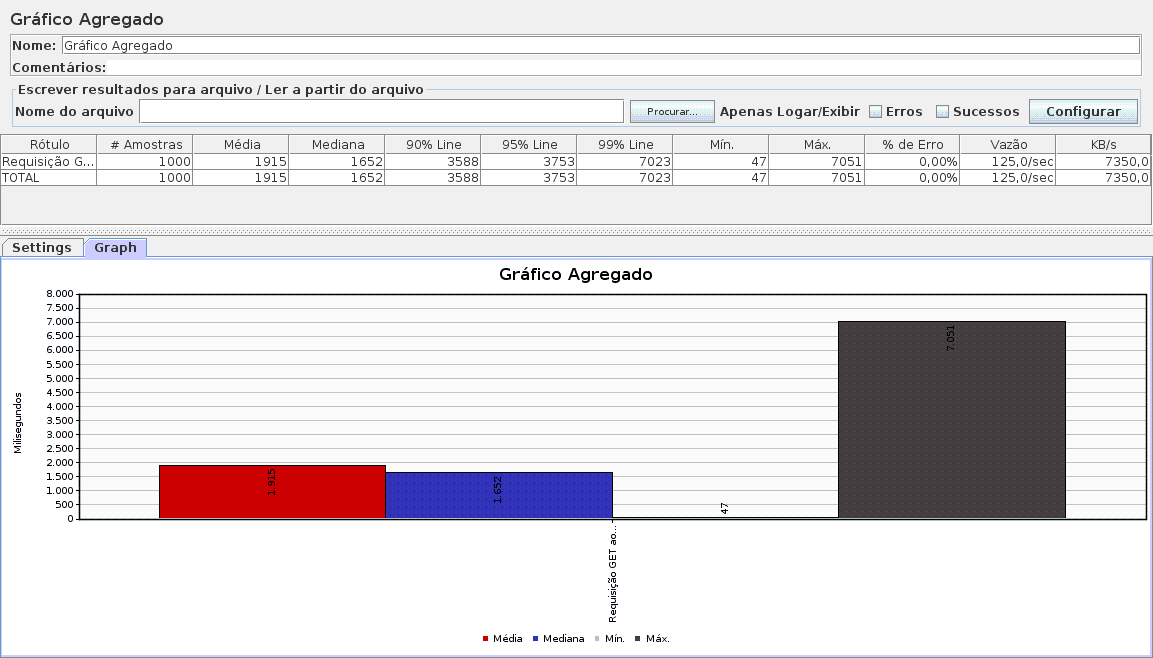 Gráfico Agregado
Nome: Gráfico Agregado
Comentários:
Escrever resultados para arquivo / Ler a partir do arquivo
Nome do arquivo Procurar... Apenas Logar/Exibir Erros Sucessos Configurar
Rótulo # Amostras Média Mediana 90% Line 95% Line 99% Line Mín. Máx. % de Erro Vazão KB/s
Requisição G... 1000 1915 1652 3588 3753 7023 47 7051 0,00% 125,0/sec 7350,0
TOTAL 1000 1915 1652 3588 3753 7023 47 7051 0,00% 125,0/sec 7350,0
Settings Graph
Gráfico Agregado
8.000
7.500
7.000
6.500
6.000
5.500
5.000
4.500
4.000
3.500
3.000
2.500
2.000
1.500
1.000
500
0
Milisegundos
1.915
1.652
47
7.051
Requisição GET ao...
Média Mediana Mín. Máx.